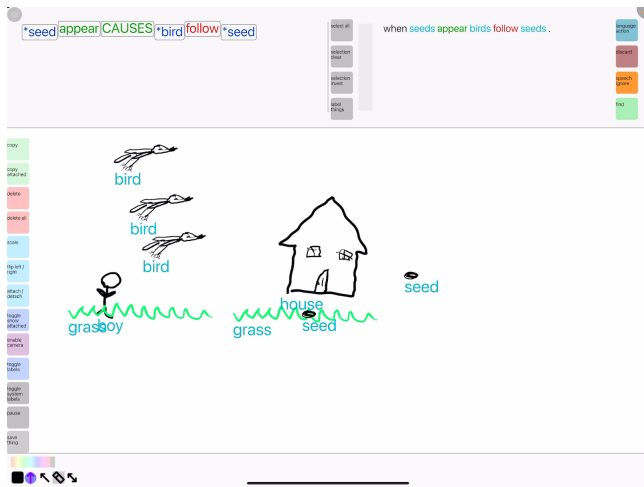 *seed appear CAUSES *bird follow *seed
select all
selection
clear
selection
invert
label
things
when seeds appear birds follow seeds .
language
action
discard
speech
ignore
find
copy
copy
attached
delete
delete all
scale
flip left /
right
attach /
detach
toggle
show
attached
enable
camera
toggle
labels
toggle
system
labels
pause
save
thing
bird
bird
bird
seed
house
grass boy
grass
seed